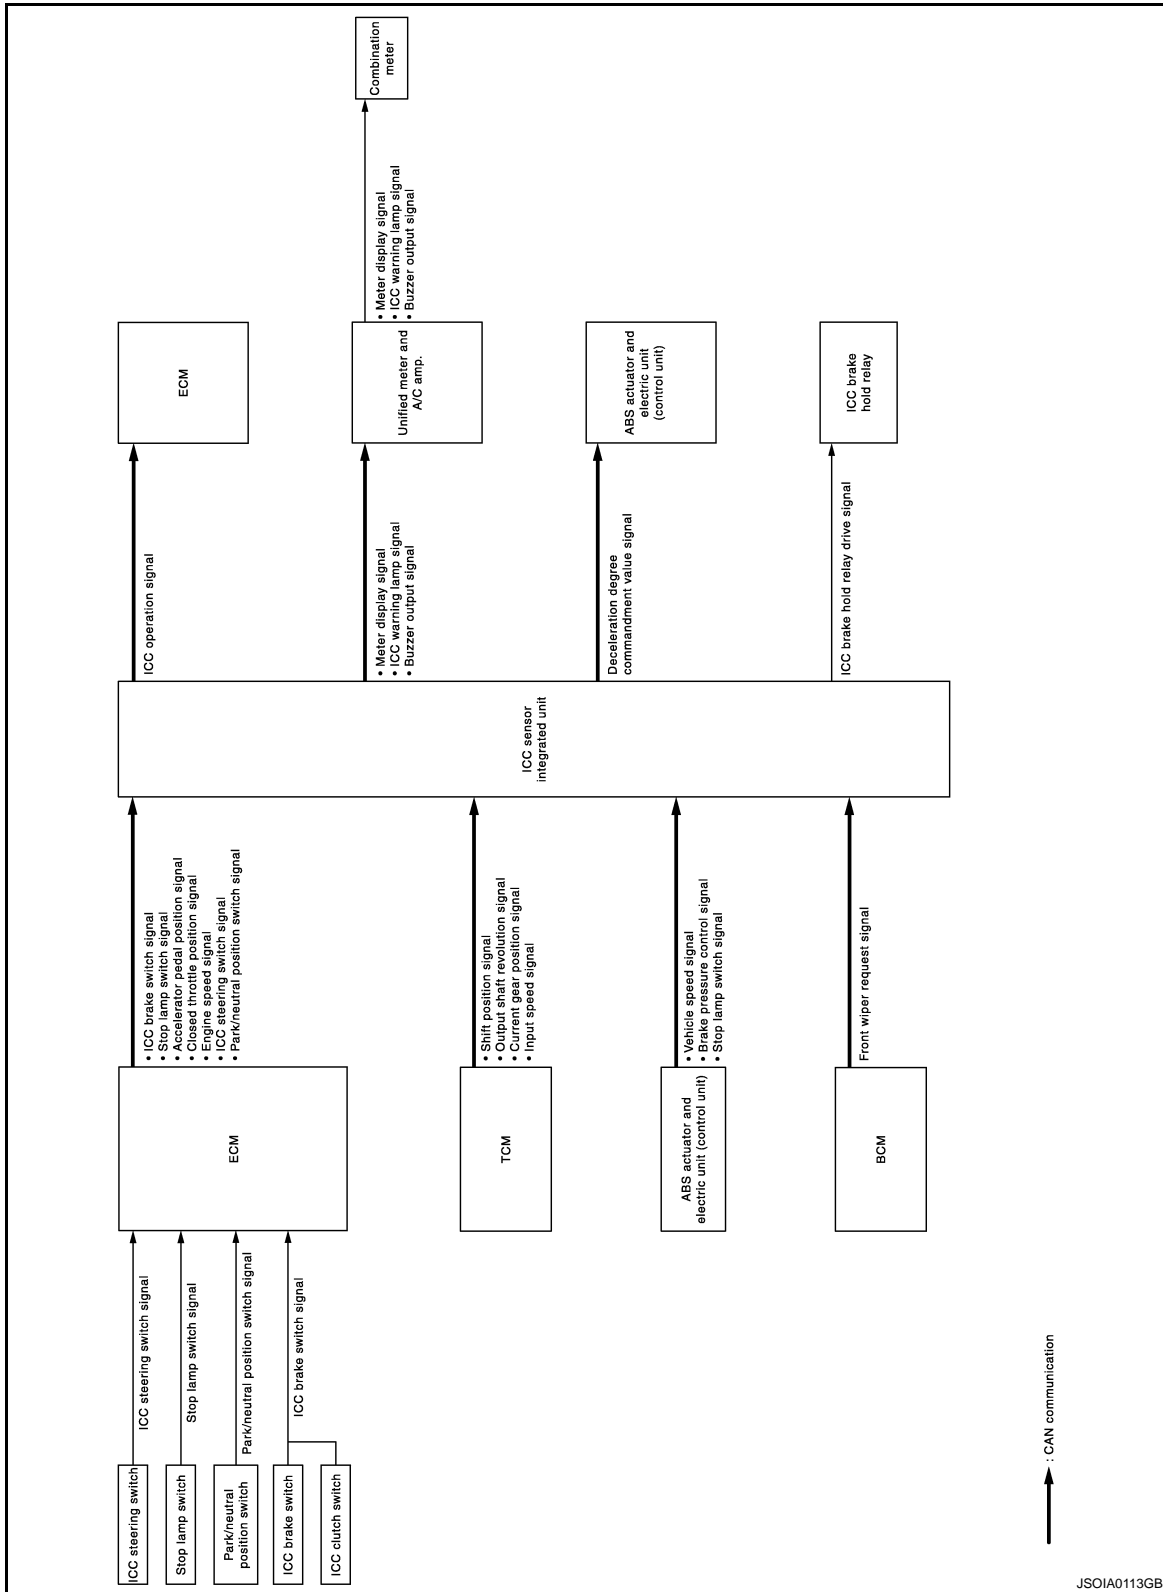 ICC steering switch
Stop lamp switch
Park/neutral
position switch
ICC brake switch
ICC clutch switch
ICC steering switch signal
Stop lamp switch signal
Park/neutral position switch signal
ICC brake switch signal
ECM
• ICC brake switch signal
• Stop lamp switch signal
• Accelerator pedal position signal
• Closed throttle position signal
• Engine speed signal
• ICC steering switch signal
• Park/neutral position switch signal
TCM
• Shift position signal
• Output shaft revolution signal
• Current gear position signal
• Input speed signal
ABS actuator and
electric unit (control unit)
• Vehicle speed signal
• Brake pressure control signal
• Stop lamp switch signal
BCM
Front wiper request signal
ICC sensor
integrated unit
ICC operation signal
ECM
• Meter display signal
• ICC warning lamp signal
• Buzzer output signal
Unified meter and
A/C amp.
• Meter display signal
• ICC warning lamp signal
• Buzzer output signal
Combination
meter
Deceleration degree
commandment value signal
ABS actuator and
electric unit
(control unit)
ICC brake hold relay drive signal
ICC brake
hold relay
: CAN communication
JSOIA0113GB